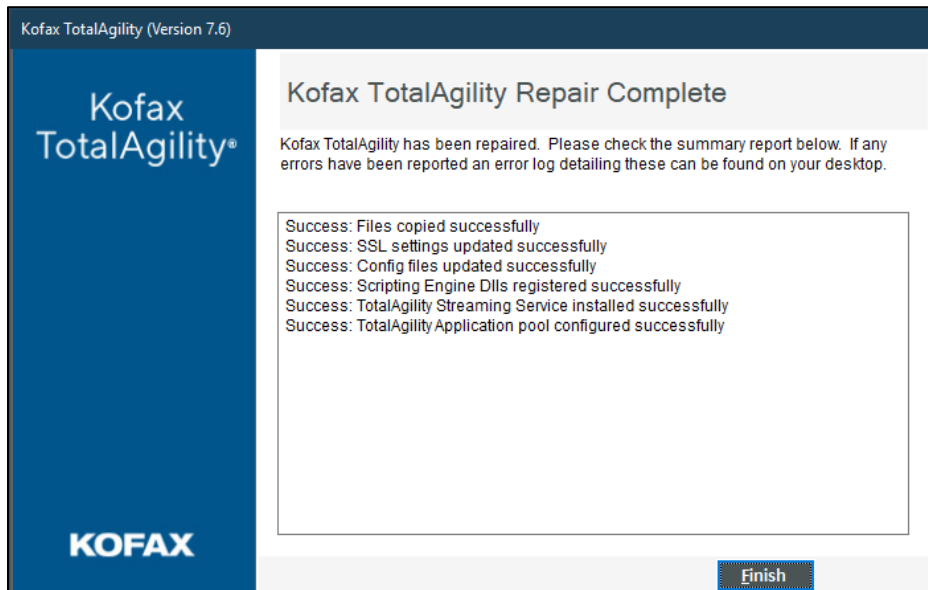 Kofax TotalAgility (Version 7.6)
Kofax
TotalAgility®
Kofax TotalAgility Repair Complete
Kofax TotalAgility has been repaired. Please check the summary report below. If any
errors have been reported an error log detailing these can be found on your desktop.
Success: Files copied successfully
Success: SSL settings updated successfully
Success: Config files updated successfully
Success: Scripting Engine Dlls registered successfully
Success: TotalAgility Streaming Service installed successfully
Success: TotalAgility Application pool configured successfully
KOFAX
Finish